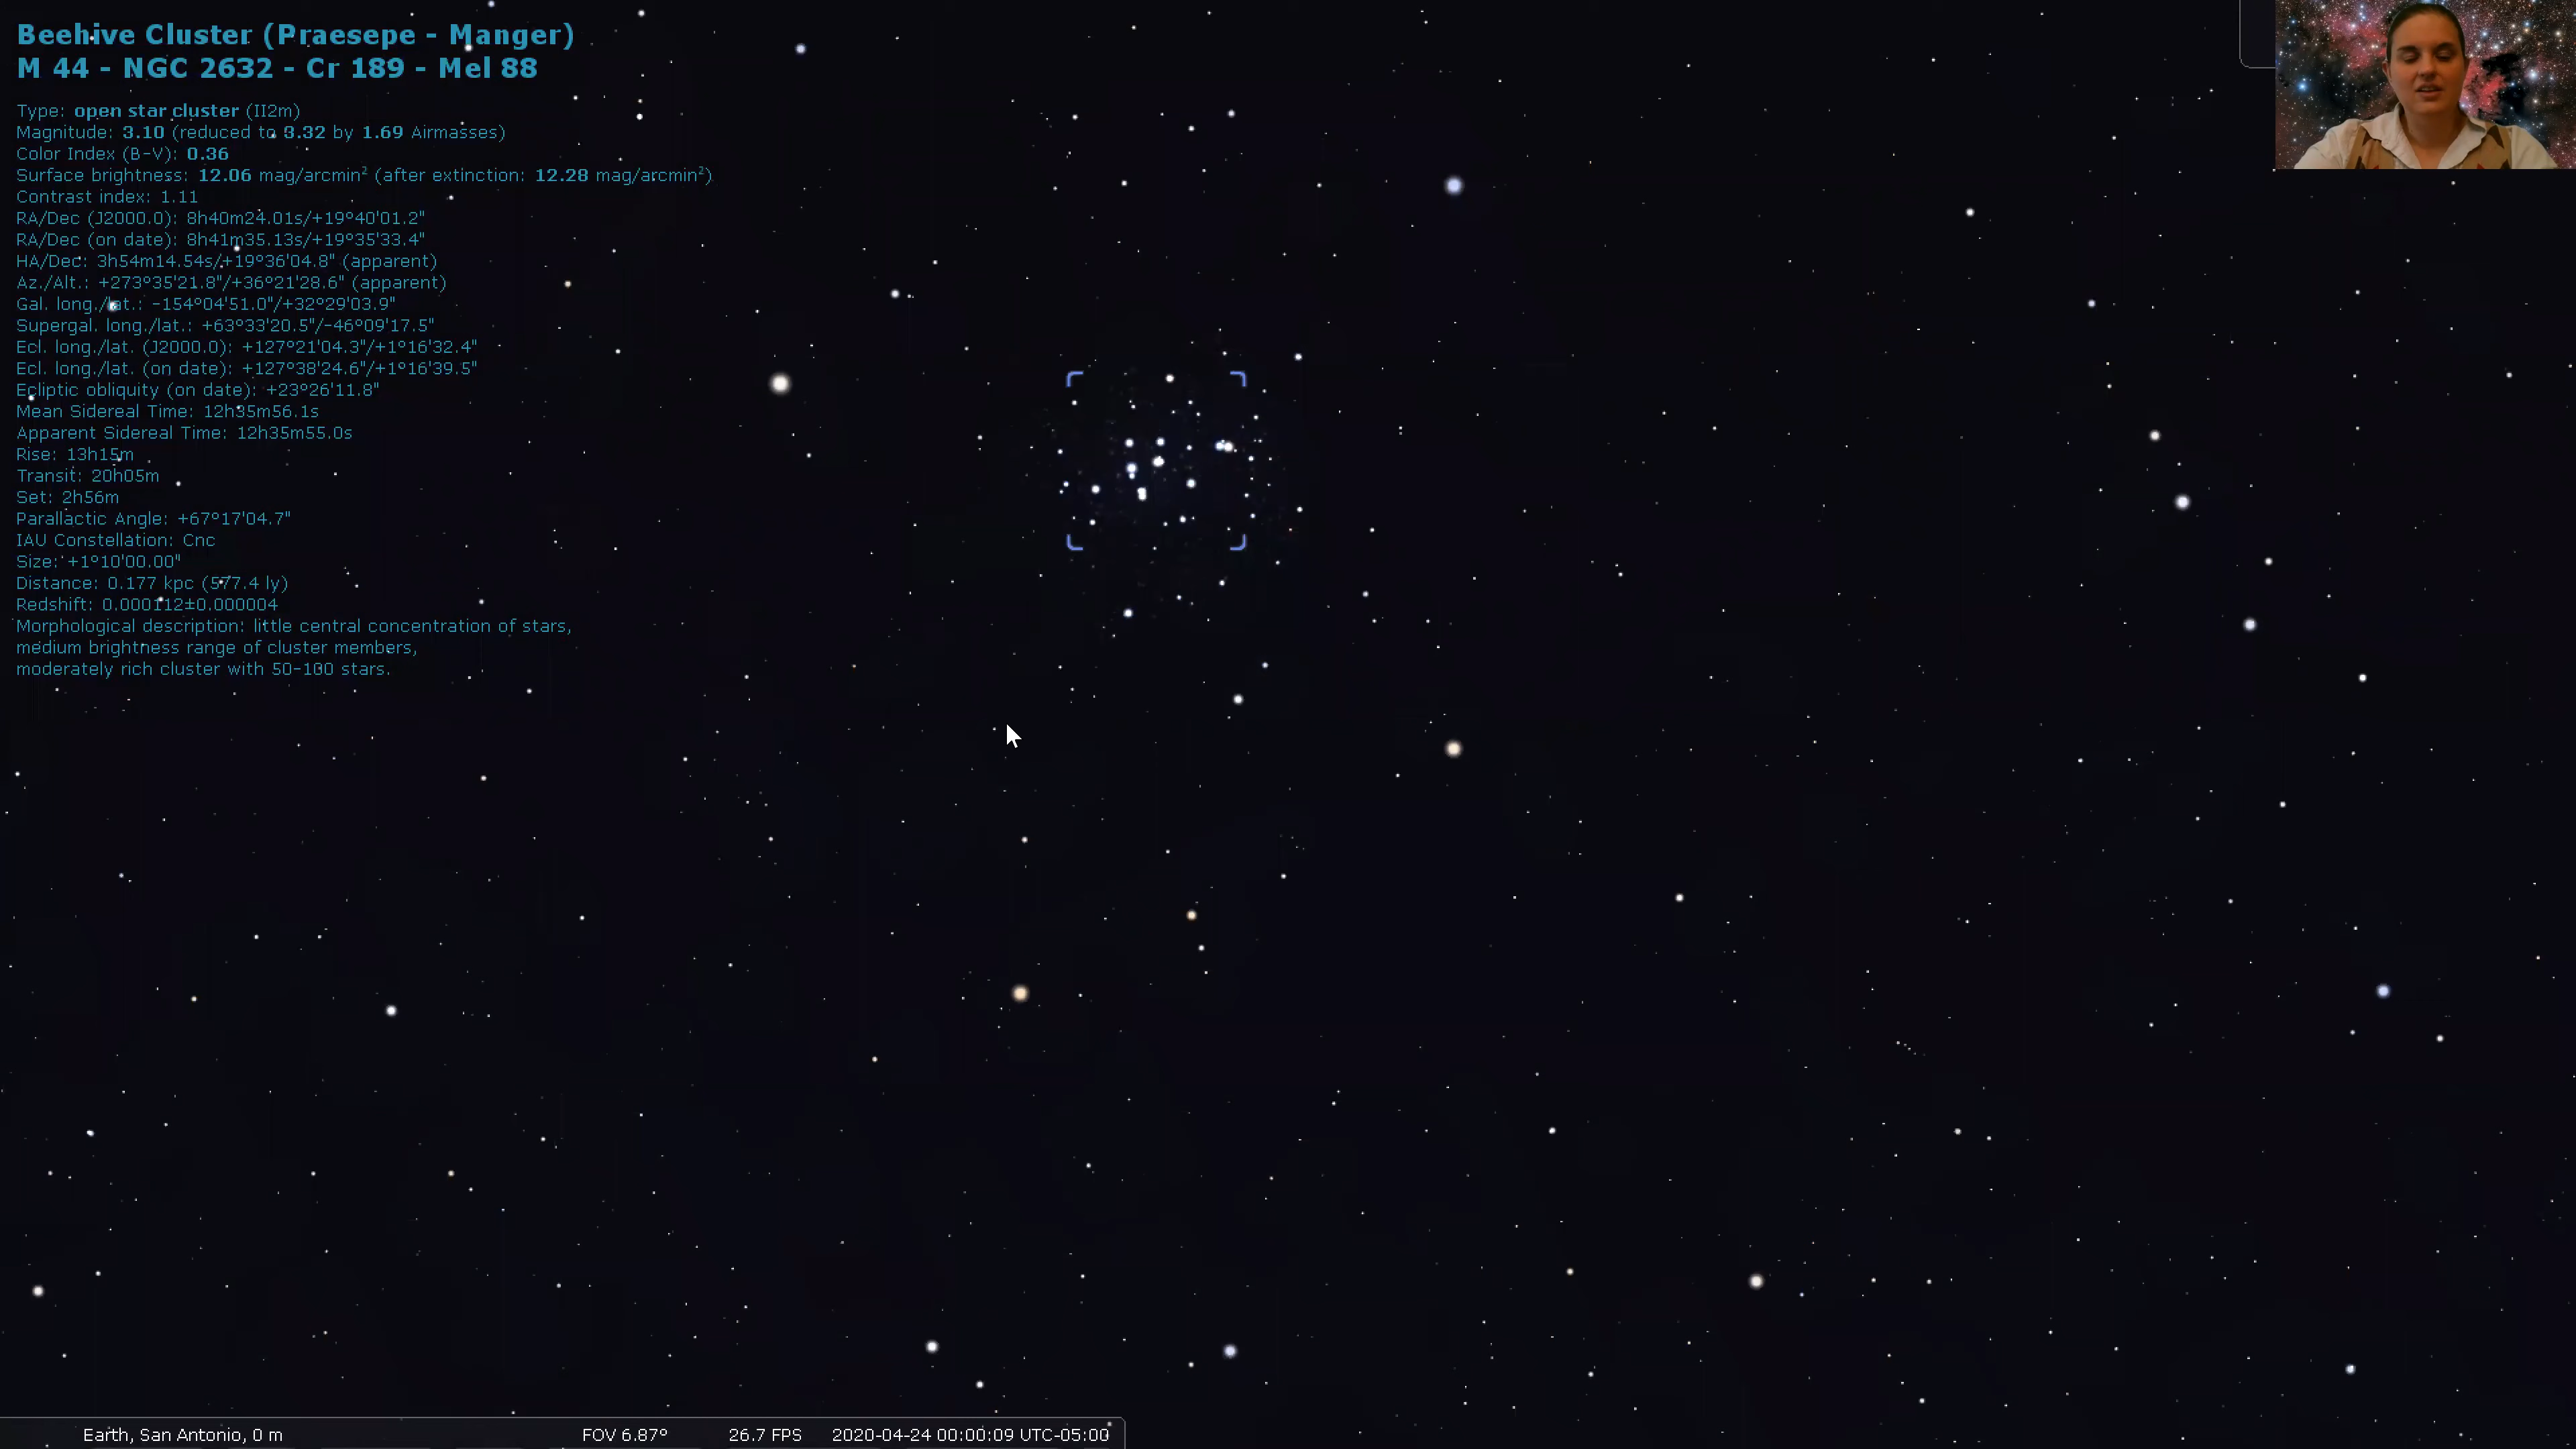 Beehive Cluster (Praesepe - Manger)
M 44 - NGC 2632 - Cr 189 - Mel 88
Type: open star cluster (II2m)
Magnitude: 3.10 (reduced to 3.32 by 1.69 Airmasses)
Color Index (B-V): 0.36
Surface brightness: 12.06 mag/arcmin² (after extinction: 12.28 mag/arcmin²)
Contrast index: 1.11
RA/Dec (J2000.0): 8h40m24.01s/+19°40'01.2"
RA/Dec (on date): 8h41m35.13s/+19°35'33.4"
HA/Dec: 3h54m14.54s/+19°36'04.8" (apparent)
Az./Alt.: +273°35'21.8"/+36°21'28.6" (apparent)
Gal. long./lat.: -154°04'51.0"/+32°29'03.9"
Supergal. long./lat.: +63°33'20.5"/-46°09'17.5"
Ecl. long./lat. (J2000.0): +127°21'04.3"/+1°16'32.4"
Ecl. long./lat. (on date): +127°38'24.6"/+1°16'39.5"
Ecliptic obliquity (on date): +23°26'11.8"
Mean Sidereal Time: 12h35m56.1s
Apparent Sidereal Time: 12h35m55.0s
Rise: 13h15m
Transit: 20h05m
Set: 2h56m
Parallactic Angle: +67°17'04.7"
IAU Constellation: Cnc
Size: +1°10'00.00"
Distance: 0.177 kpc (577.4 ly)
Redshift: 0.000112±0.000004
Morphological description: little central concentration of stars,
medium brightness range of cluster members,
moderately rich cluster with 50-100 stars.
Earth, San Antonio, 0 m FOV 6.87° 26.7 FPS 2020-04-24 00:00:09 UTC-05:00